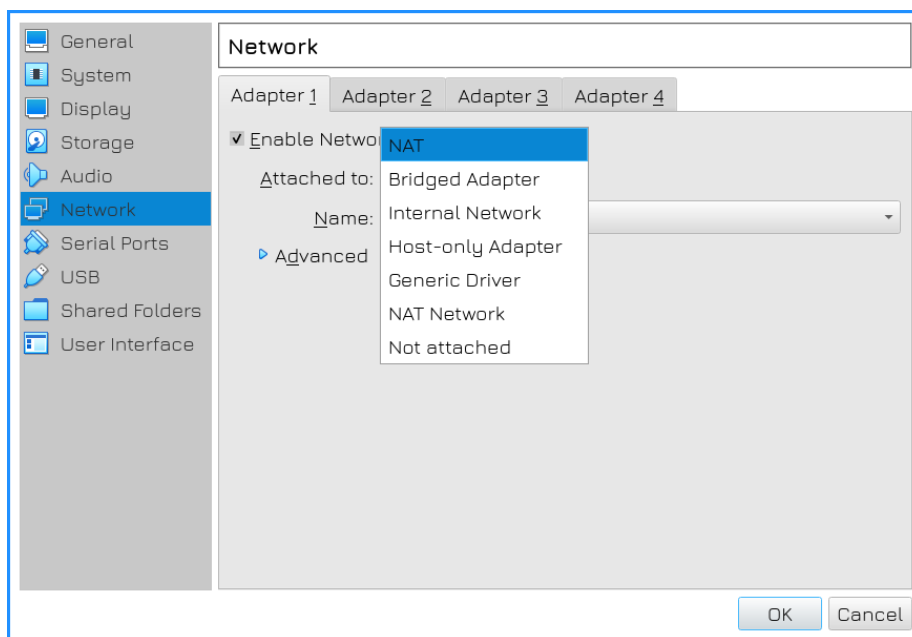 General
System
Display
Storage
Audio
Network
Serial Ports
USB
Shared Folders
User Interface
Network
Adapter 1 Adapter 2 Adapter 3 Adapter 4
Enable
Attached to:
Name:
Advanced
NAT
Bridged Adapter
Internal Network
Host-only Adapter
Generic Driver
NAT Network
Not attached
OK Cancel